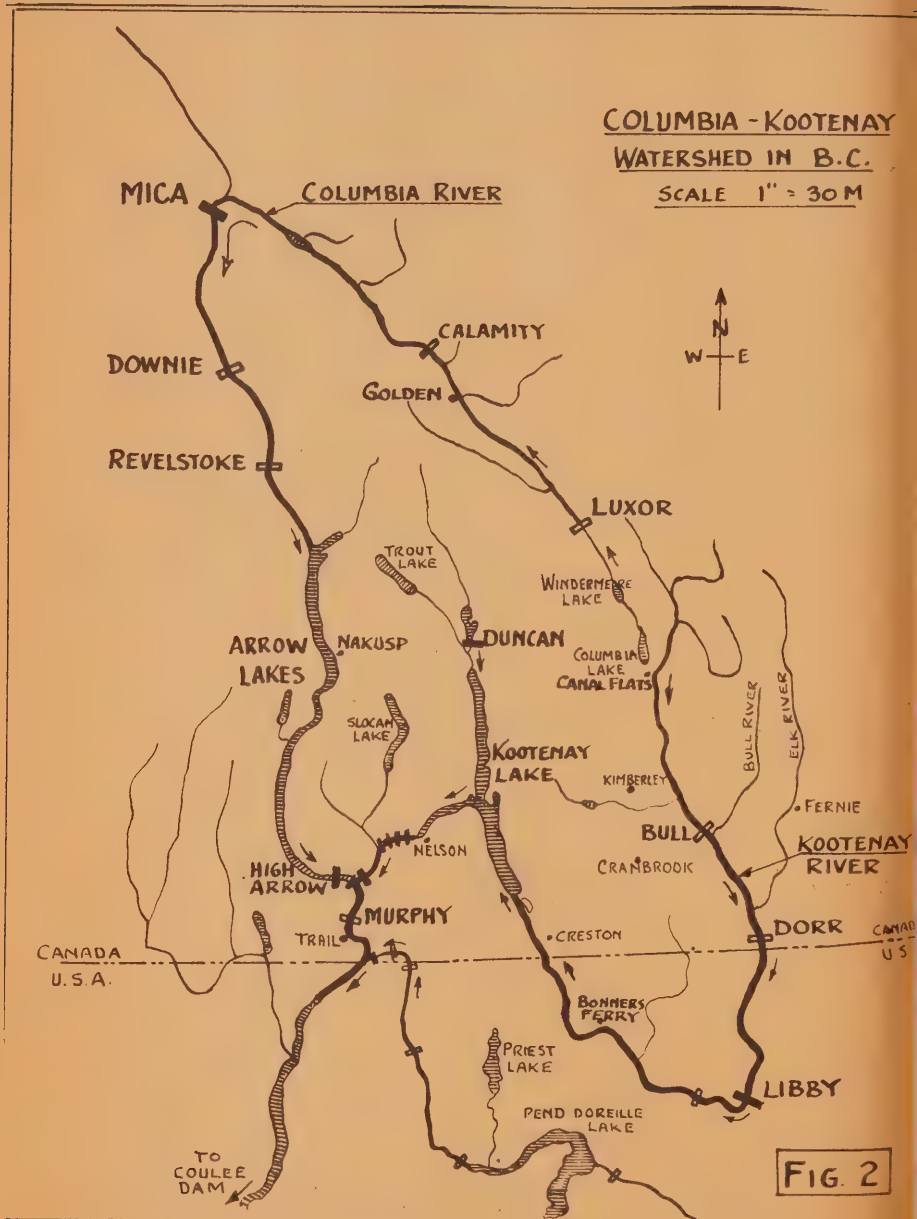 COLUMBIA - KOOTENAY
WATERSHED IN B.C.
SCALE 1" = 30 M
MICA
COLUMBIA RIVER
N
W E
CALAMITY
DOWNIE
GOLDEN
REVELSTOKE
LUXOR
TROUT
LAKE
WINDERMERE
LAKE
ARROW
LAKES
NAKUSP
DUNCAN
COLUMBIA
LAKE
CANAL FLATS
SLOCAN
LAKE
KOOTENAY
LAKE
BULL RIVER
ELK RIVER
KIMBERLEY
FERNIE
BULL
NELSON
CRANBROOK
KOOTENAY
RIVER
HIGH
ARROW
MURPHY
TRAIL
CRESTON
DORR
CANADA
U.S.A.
CANAD
U S
BONNERS
FERRY
PRIEST
LAKE
LIBBY
PEND DOREILLE
LAKE
TO
COULEE
DAM
FIG. 2